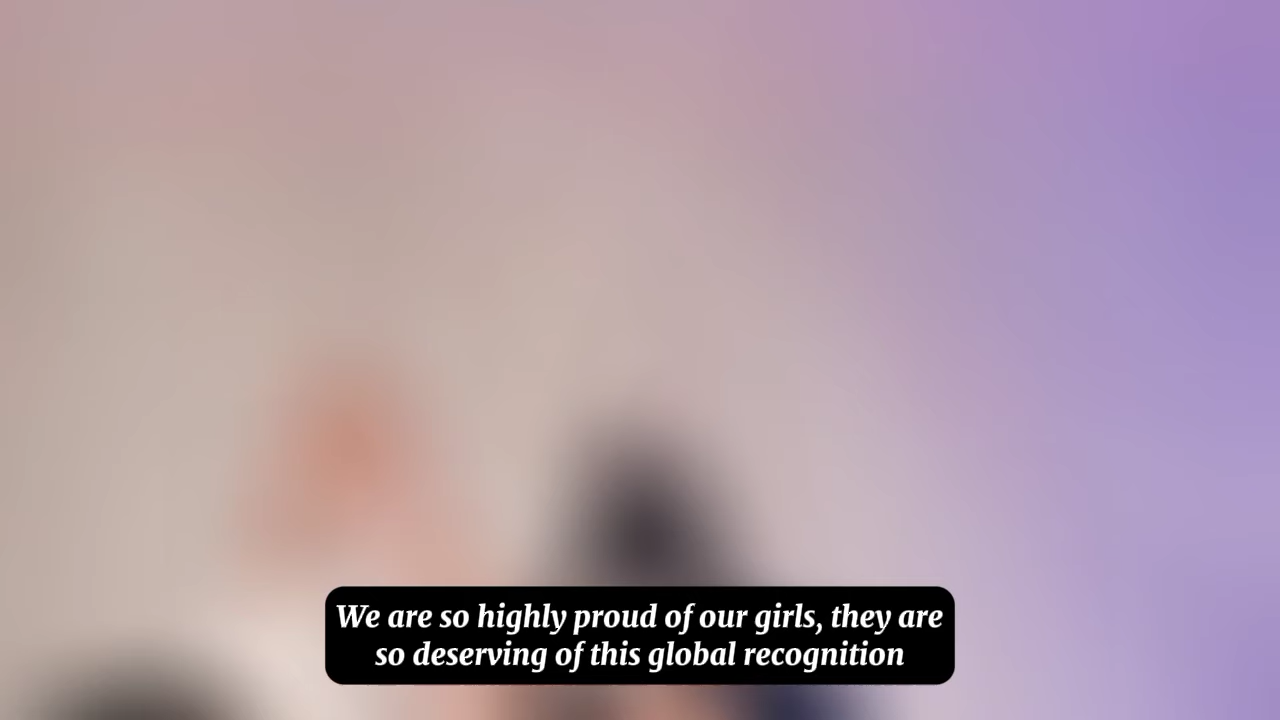 We are so highly proud of our girls, they are
so deserving of this global recognition